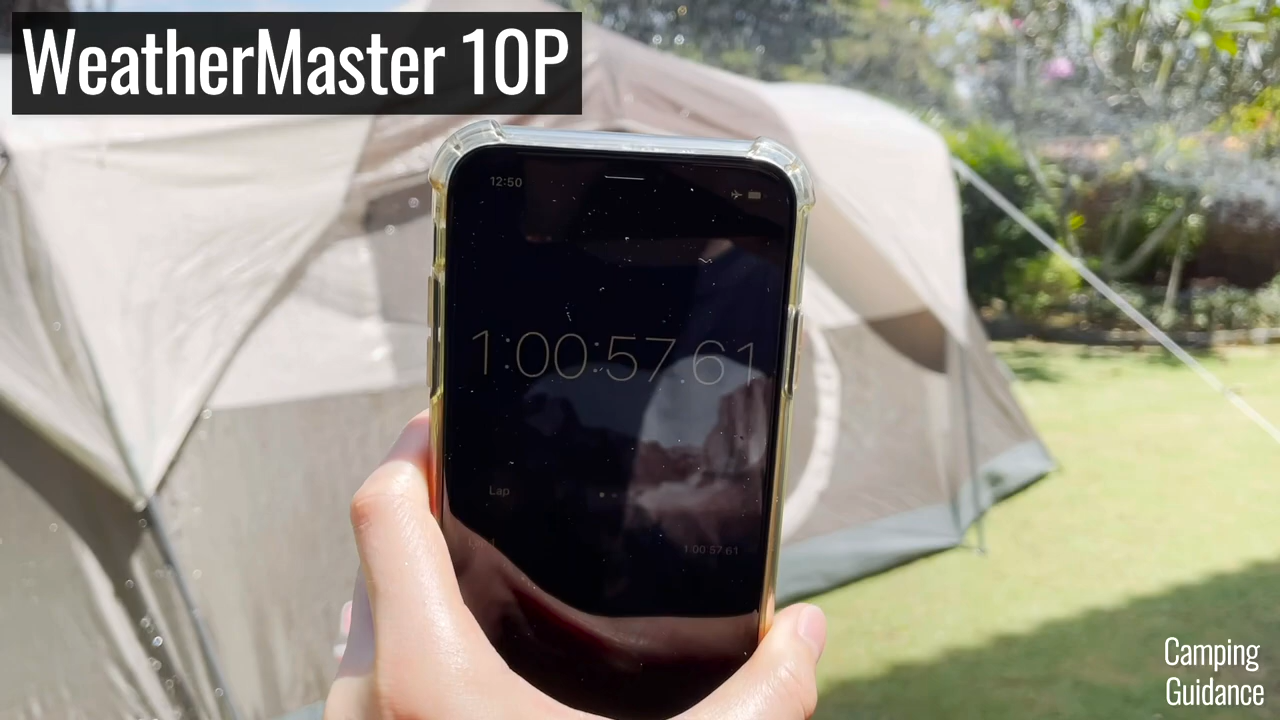 WeatherMaster 10P
12:50
1:00:57.61
Lap
1:00:57.61
Camping
Guidance